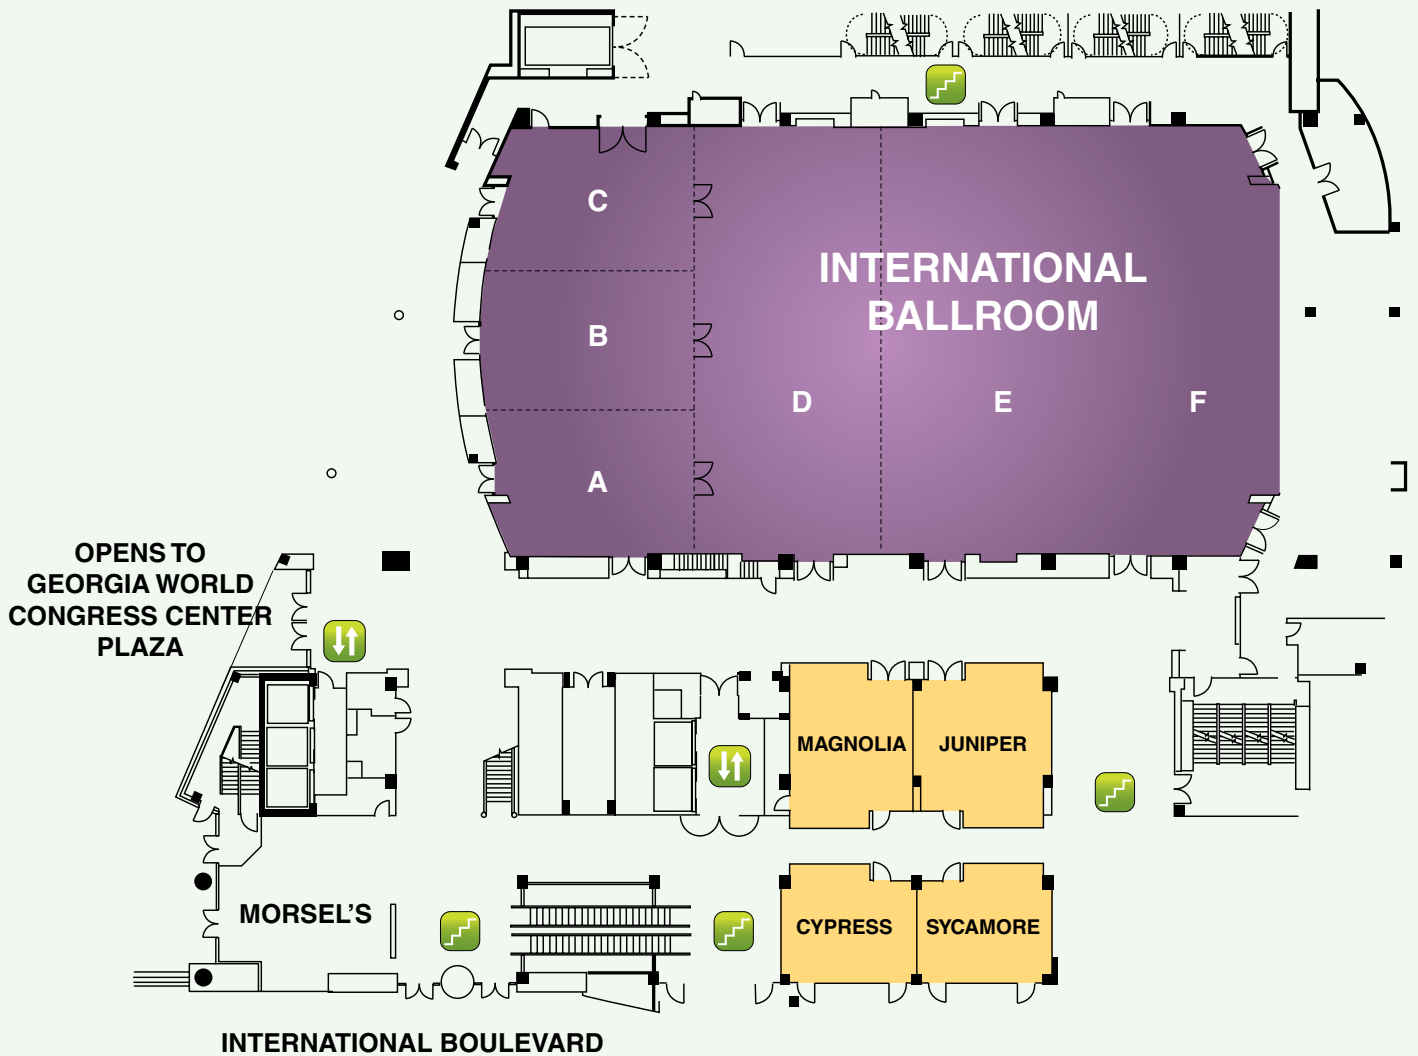 C
INTERNATIONAL
BALLROOM
B
D
E
F
A
OPENS TO
GEORGIA WORLD
CONGRESS CENTER
PLAZA
MAGNOLIA
JUNIPER
MORSEL'S
CYPRESS
SYCAMORE
INTERNATIONAL BOULEVARD